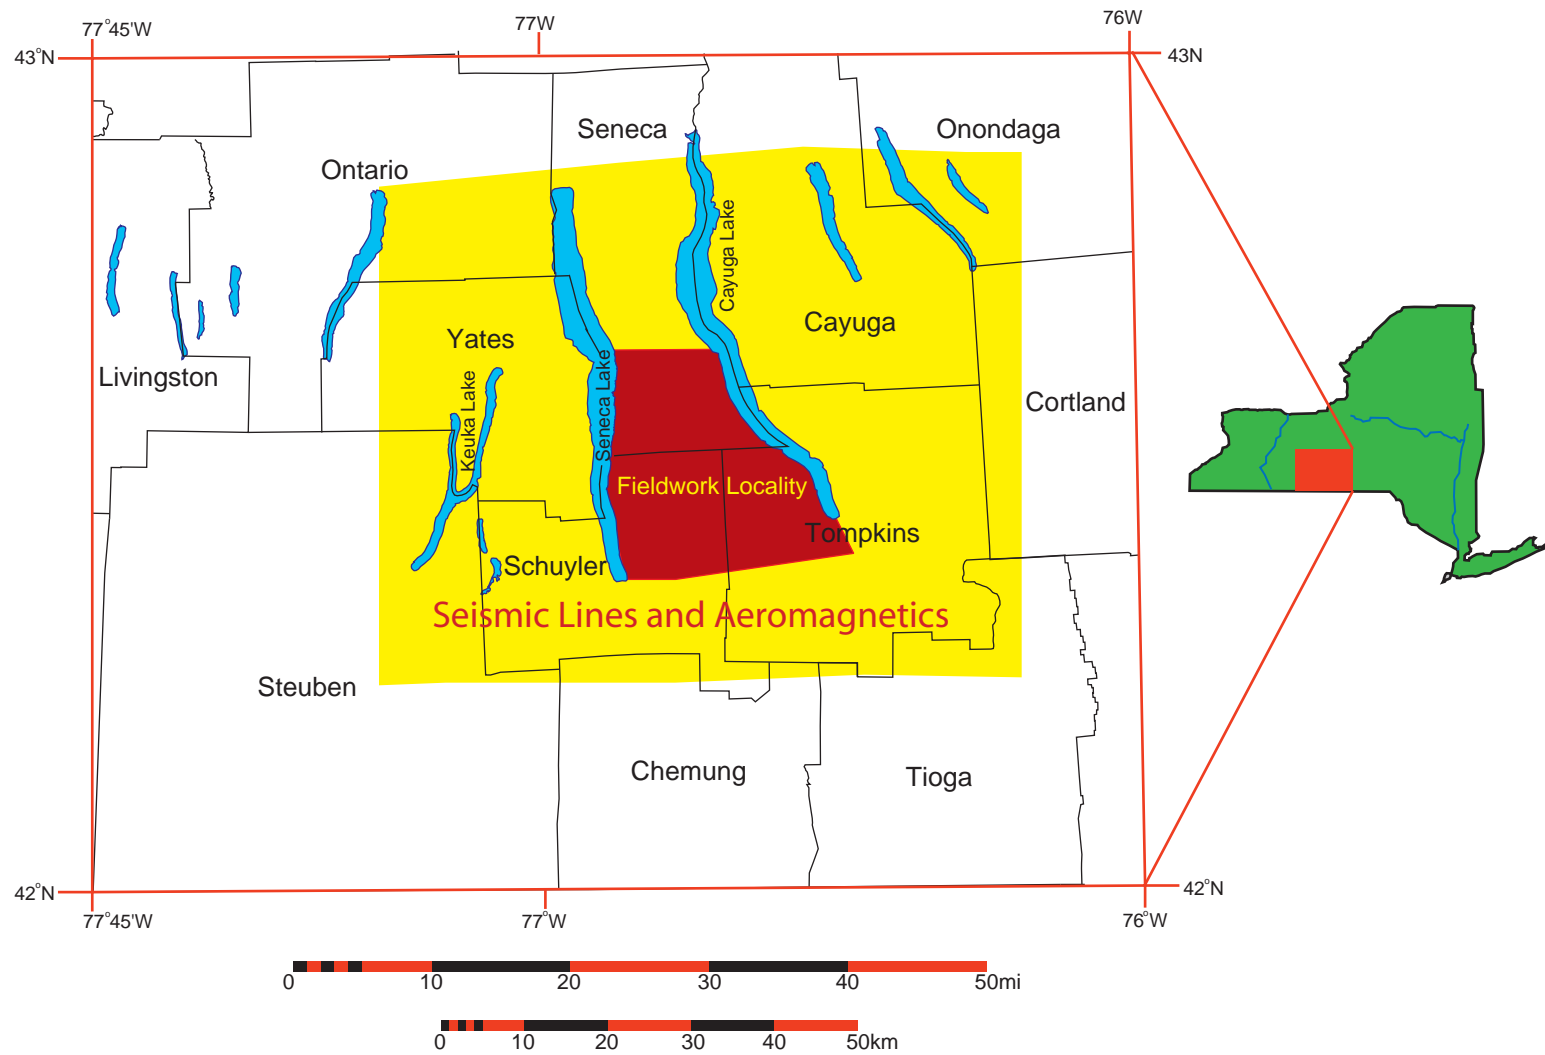 77°45'W
77W
76W
43°N
43N
Seneca
Onondaga
Ontario
Cayuga Lake
Cayuga
Yates
Seneca Lake
Livingston
Keuka Lake
Cortland
Fieldwork Locality
Tompkins
Schuyler
Seismic Lines and Aeromagnetics
Steuben
Chemung
Tioga
42°N
42°N
77°45'W
77°W
76°W
0 10 20 30 40 50mi
0 10 20 30 40 50km